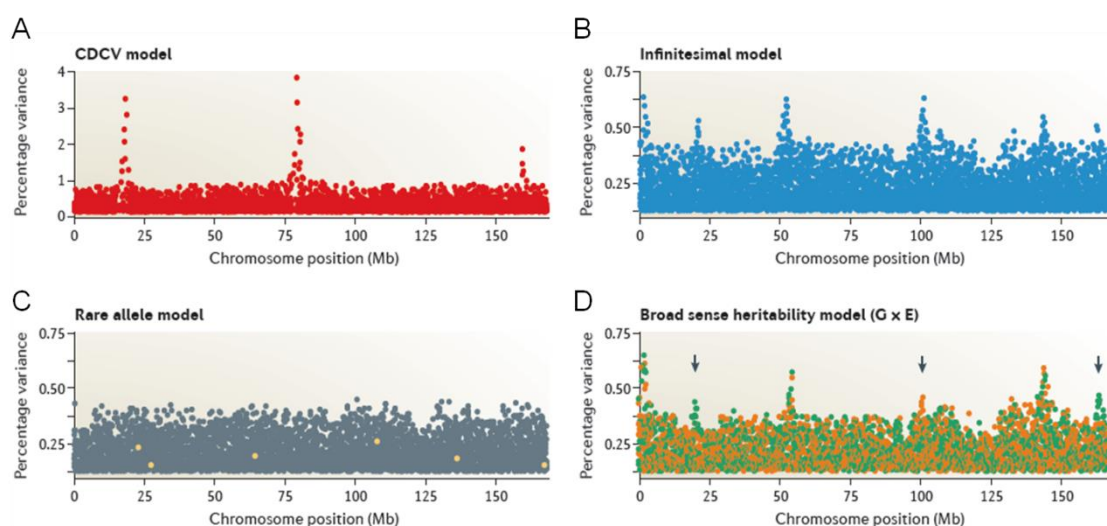 A
CDCV model
Percentage variance
4
3
2
1
0
0 25 50 75 100 125 150
Chromosome position (Mb)
B
Infinitesimal model
Percentage variance
0.75
0.50
0.25
0 25 50 75 100 125 150
Chromosome position (Mb)
C
Rare allele model
Percentage variance
0.75
0.50
0.25
0 25 50 75 100 125 150
Chromosome position (Mb)
D
Broad sense heritability model (G x E)
Percentage variance
0.75
0.50
0.25
0 25 50 75 100 125 150
Chromosome position (Mb)